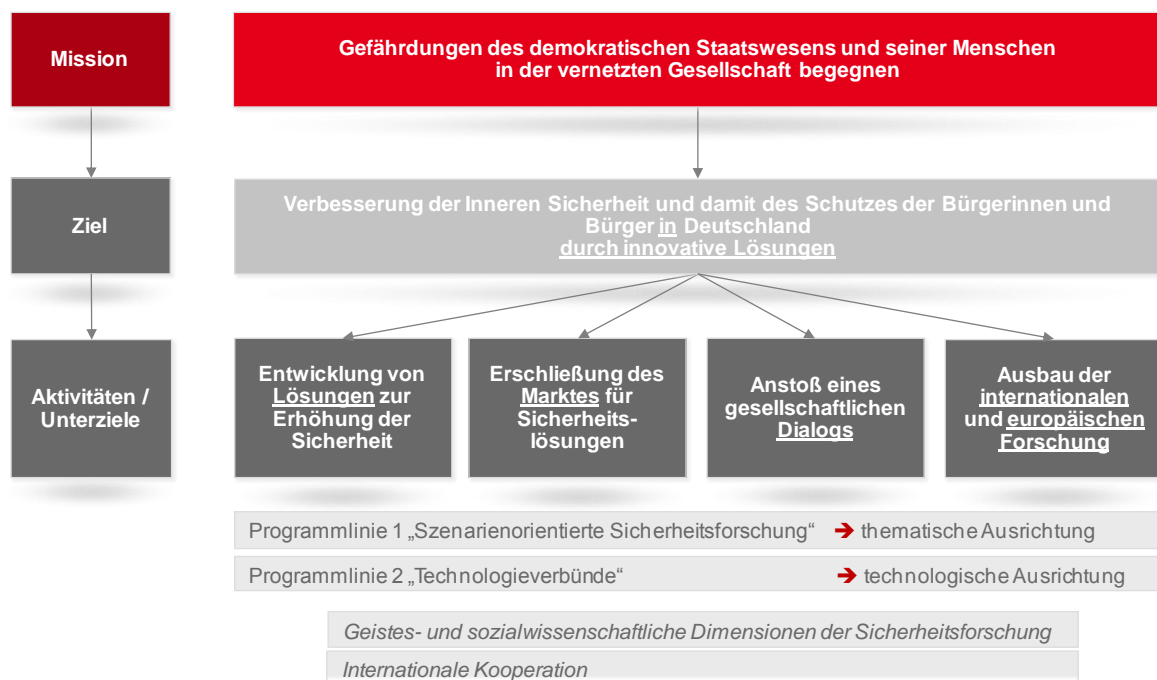 Mission
Gefährdungen des demokratischen Staatswesens und seiner Menschen
in der vernetzten Gesellschaft begegnen
Ziel
Verbesserung der Inneren Sicherheit und damit des Schutzes der Bürgerinnen und
Bürger in Deutschland
durch innovative Lösungen
Aktivitäten /
Unterziele
Entwicklung von
Lösungen zur
Erhöhung der
Sicherheit
Erschließung des
Marktes für
Sicherheits-
lösungen
Anstoß eines
gesellschaftlichen
Dialogs
Ausbau der
internationalen
und europäischen
Forschung
Programmlinie 1 „Szenarienorientierte Sicherheitsforschung“ ➔ thematische Ausrichtung
Programmlinie 2 „Technologieverbünde“ ➔ technologische Ausrichtung
Geistes- und sozialwissenschaftliche Dimensionen der Sicherheitsforschung
Internationale Kooperation